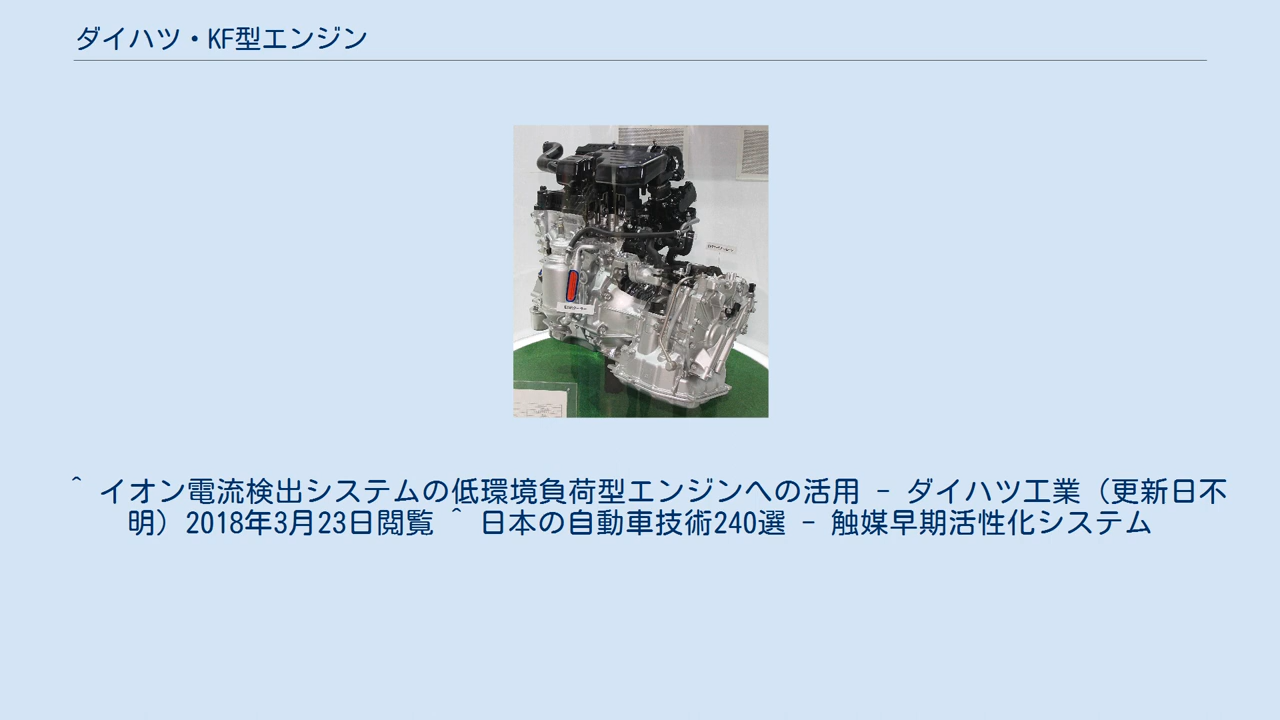 ダイハツ・KF型エンジン
^ イオン電流検出システムの低環境負荷型エンジンへの活用 - ダイハツ工業（更新日不
明）2018年3月23日閲覧 ^ 日本の自動車技術240選 - 触媒早期活性化システム